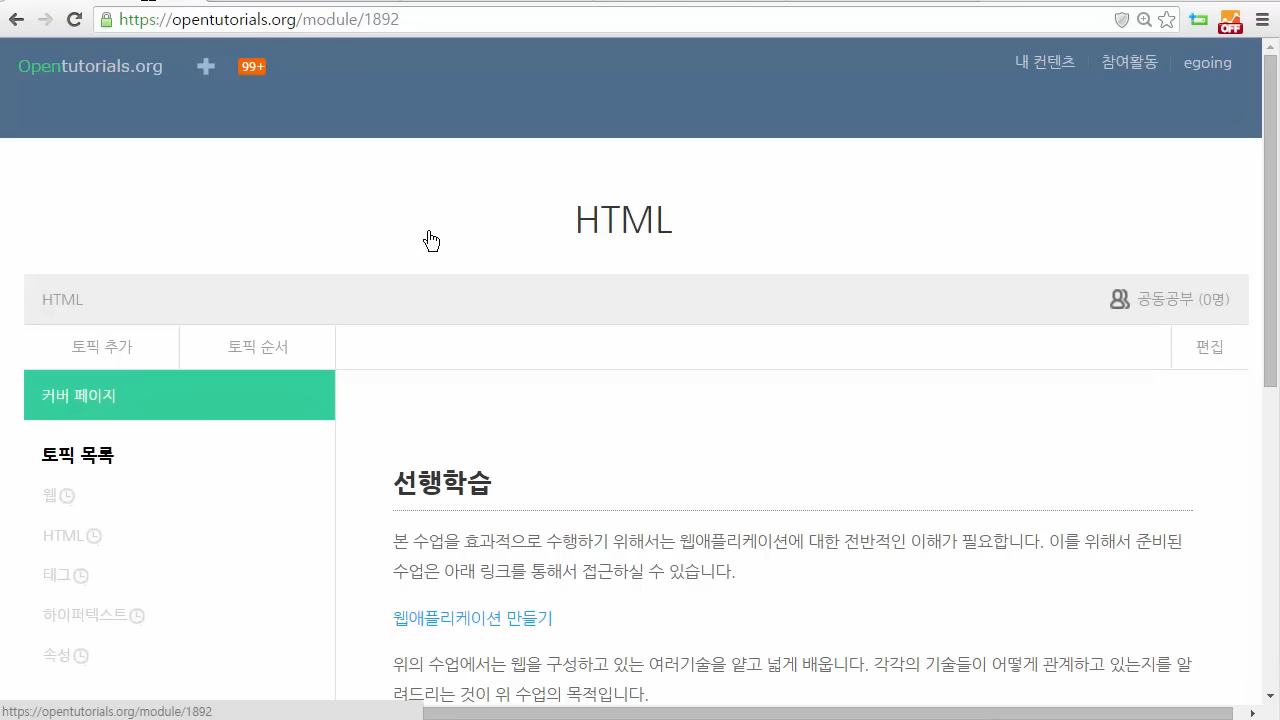 https://opentutorials.org/module/1892
OFF
Opentutorials.org
99+
내 컨텐츠
참여활동
egoing
HTML
HTML
공동공부 (0명)
토픽 추가
토픽 순서
편집
커버 페이지
토픽 목록
웹
HTML
태그
하이퍼텍스트
속성
선행학습
본 수업을 효과적으로 수행하기 위해서는 웹애플리케이션에 대한 전반적인 이해가 필요합니다. 이를 위해서 준비된
수업은 아래 링크를 통해서 접근하실 수 있습니다.
웹애플리케이션 만들기
위의 수업에서는 웹을 구성하고 있는 여러기술을 얕고 넓게 배웁니다. 각각의 기술들이 어떻게 관계하고 있는지를 알
려드리는 것이 위 수업의 목적입니다.
https://opentutorials.org/module/1892